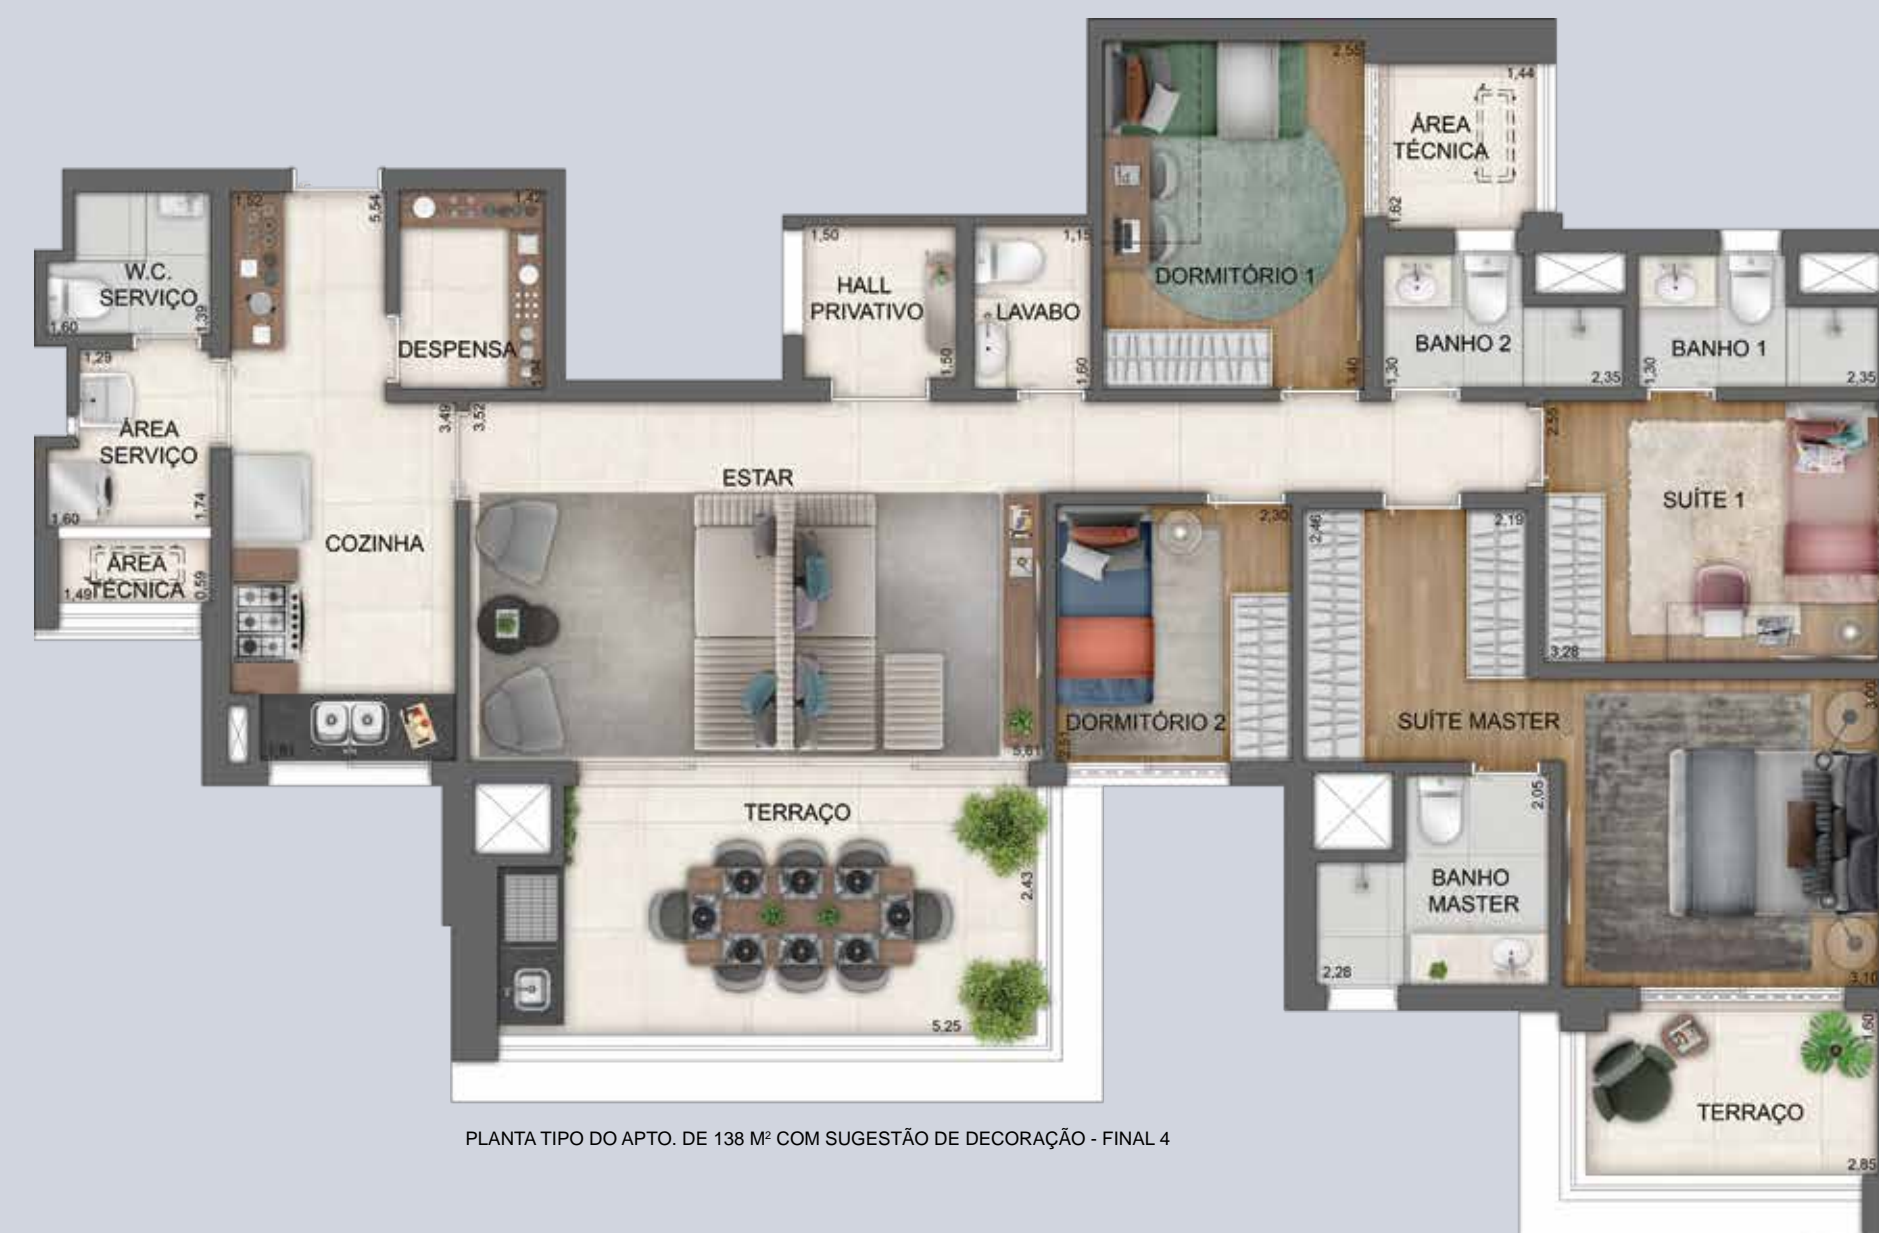 2,55
1,44
ÁREA
TÉCNICA
1,62
DORMITÓRIO 1
3,40
1,52
5,54
1,42
W.C.
SERVIÇO
1,60
1,39
DESPENSA
1,50
HALL
PRIVATIVO
1,50
1,15
LAVABO
1,60
BANHO 2
1,30
2,35
BANHO 1
1,30
2,35
1,29
ÁREA
SERVIÇO
1,60
1,74
ÁREA
TÉCNICA
1,49
0,59
3,49
3,52
COZINHA
ESTAR
5,61
2,30
DORMITÓRIO 2
2,46
2,19
SUÍTE MASTER
2,55
SUÍTE 1
3,28
3,00
3,10
TERRAÇO
2,43
5,25
2,05
BANHO
MASTER
2,28
1,60
TERRAÇO
2,85
PLANTA TIPO DO APTO. DE 138 M² COM SUGESTÃO DE DECORAÇÃO - FINAL 4